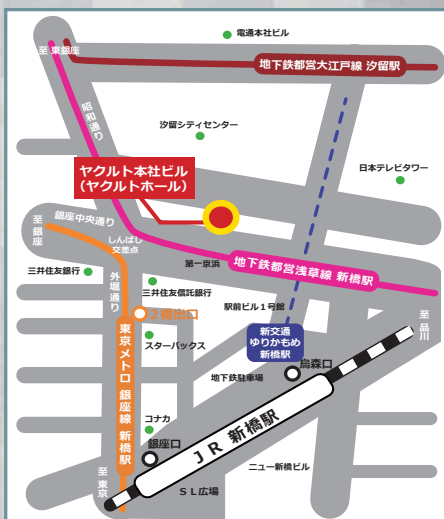 電通本社ビル
至 東銀座
地下鉄都営大江戸線 汐留駅
昭和通り
汐留シティセンター
日本テレビタワー
ヤクルト本社ビル
（ヤクルトホール）
至 銀座
銀座中央通り
しんばし
交差点
第一京浜
地下鉄都営浅草線 新橋駅
三井住友銀行
外堀通り
三井住友信託銀行
駅前ビル１号館
至 品川
２番出口
新交通
ゆりかもめ
新橋駅
スターバックス
東京メトロ 銀座線 新橋駅
烏森口
地下鉄駐車場
ＪＲ 新橋駅
コナカ
銀座口
ニュー新橋ビル
至 東京
ＳＬ広場